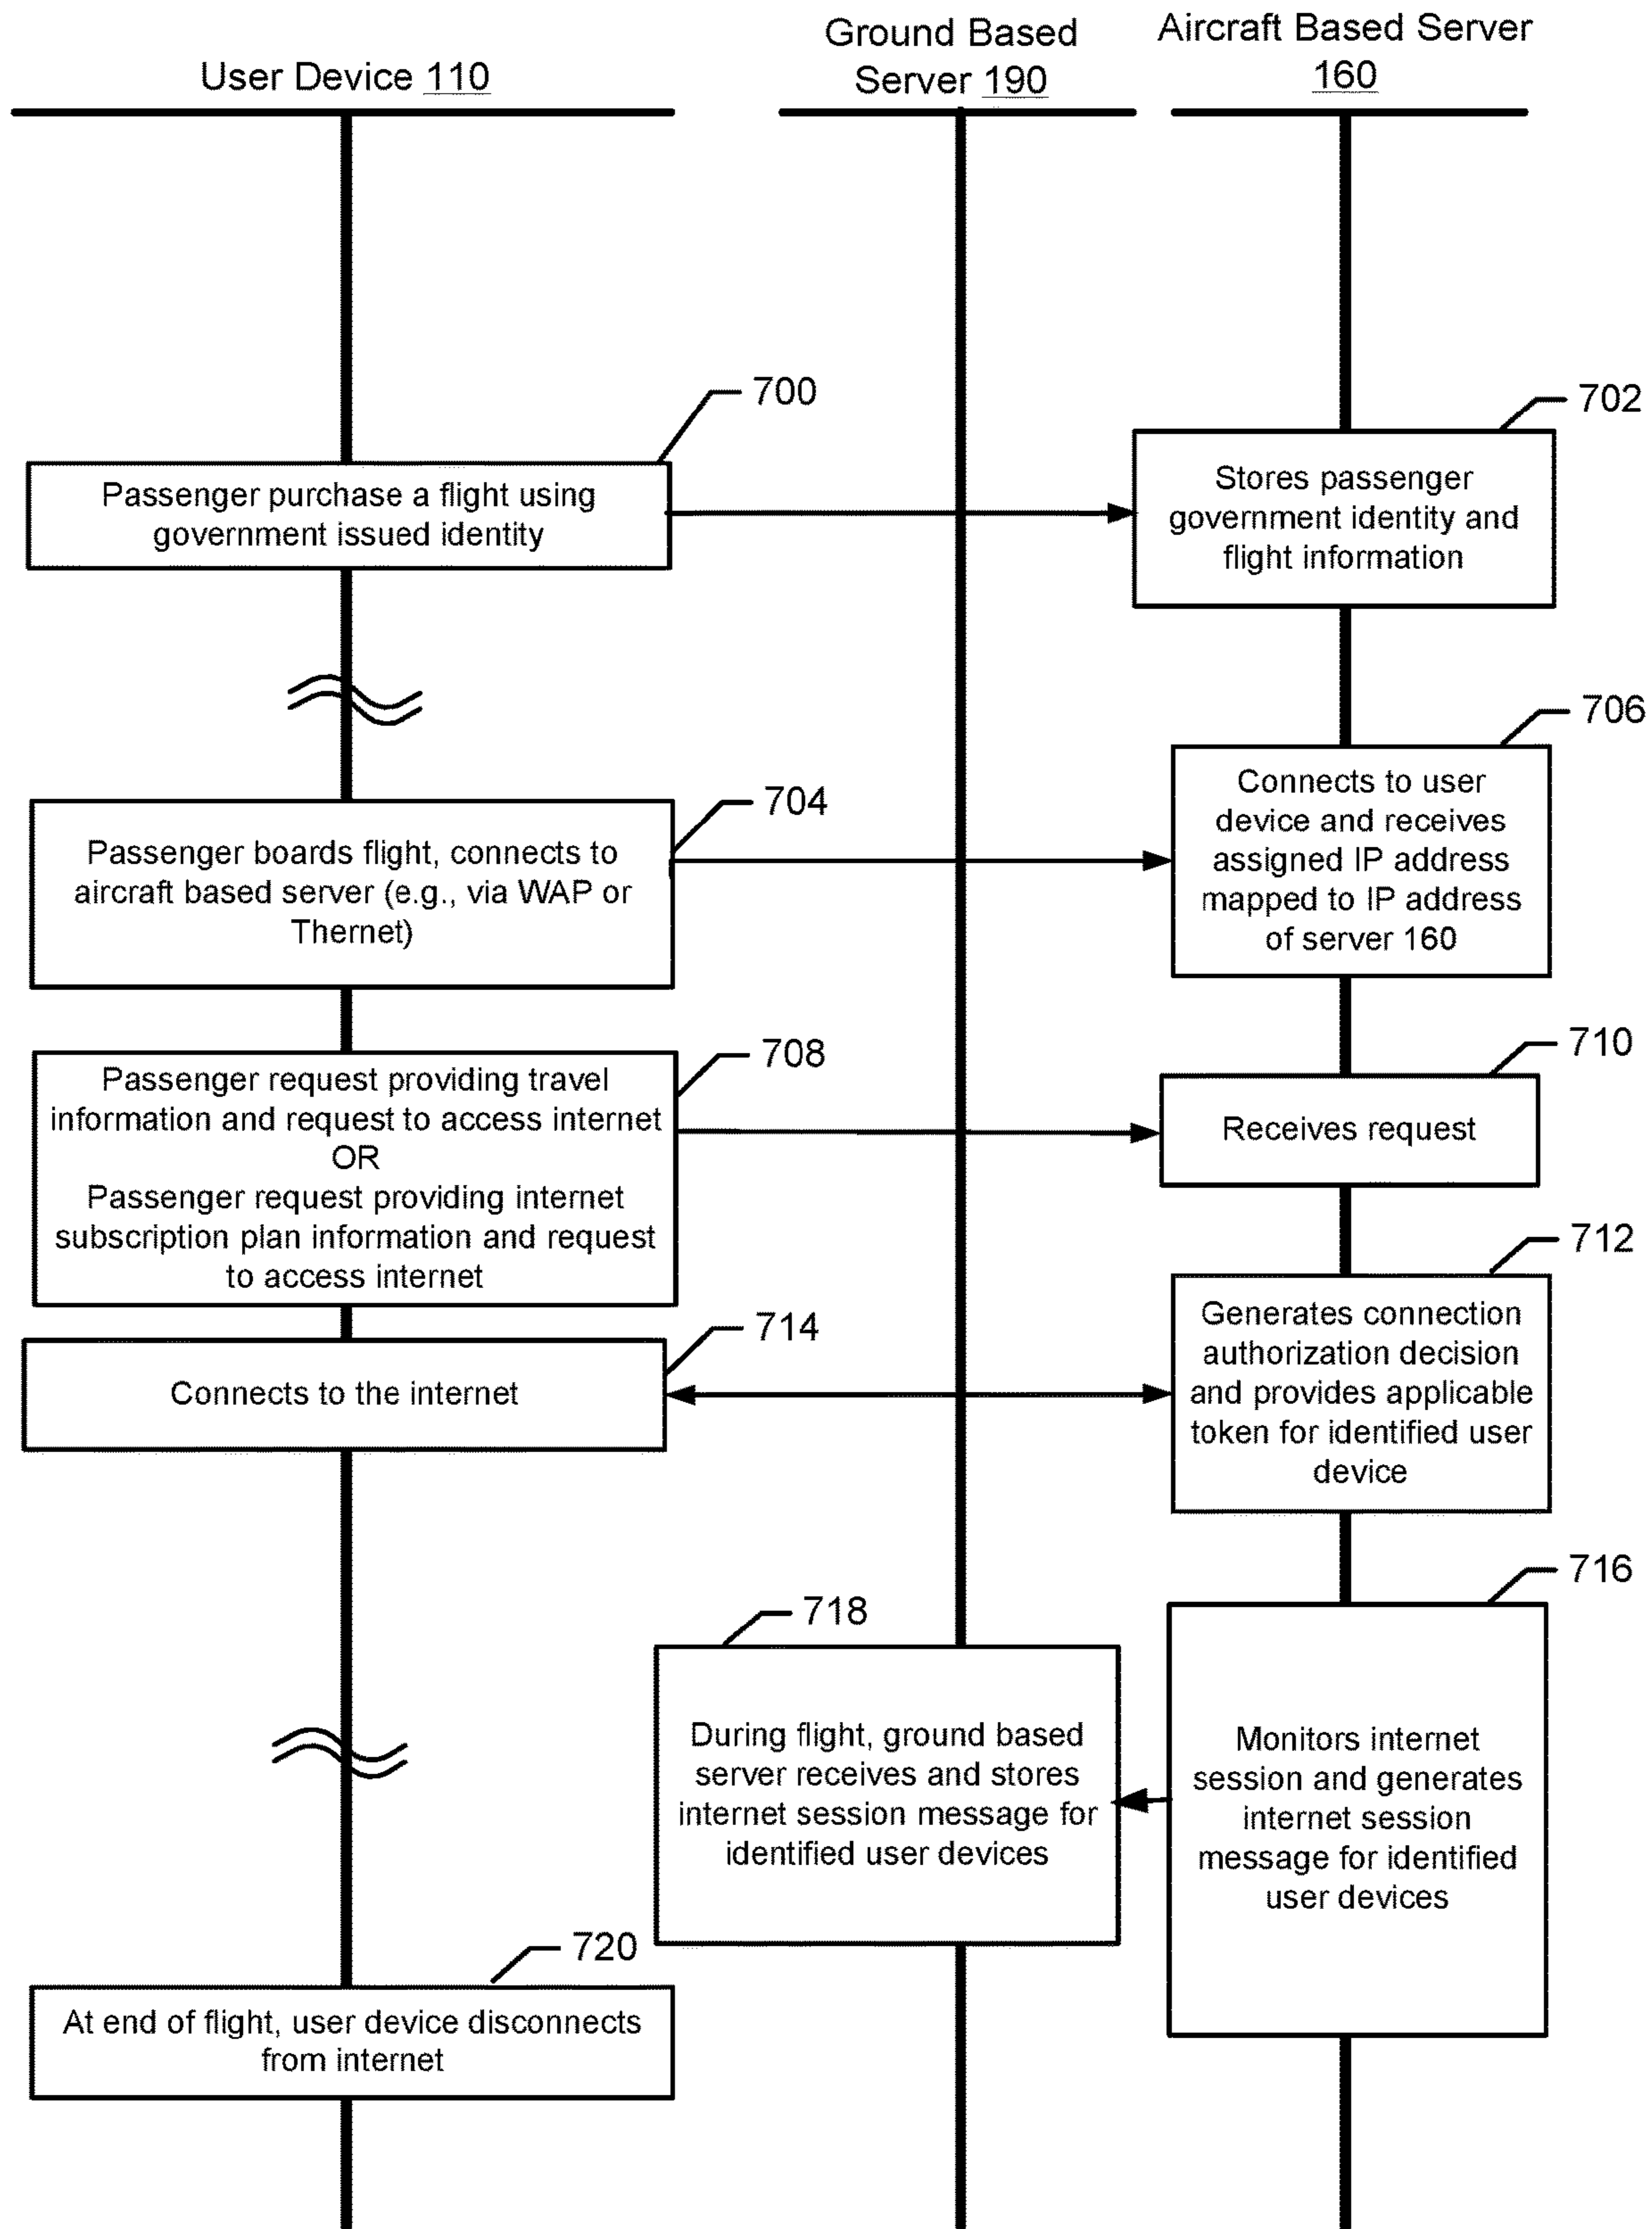 User Device 110
Ground Based
Server 190
Aircraft Based Server
160
700
Passenger purchase a flight using
government issued identity
702
Stores passenger
government identity and
flight information
704
Passenger boards flight, connects to
aircraft based server (e.g., via WAP or
Thernet)
706
Connects to user
device and receives
assigned IP address
mapped to IP address
of server 160
708
Passenger request providing travel
information and request to access internet
OR
Passenger request providing internet
subscription plan information and request
to access internet
710
Receives request
712
Generates connection
authorization decision
and provides applicable
token for identified user
device
714
Connects to the internet
716
Monitors internet
session and generates
internet session
message for identified
user devices
718
During flight, ground based
server receives and stores
internet session message for
identified user devices
720
At end of flight, user device disconnects
from internet